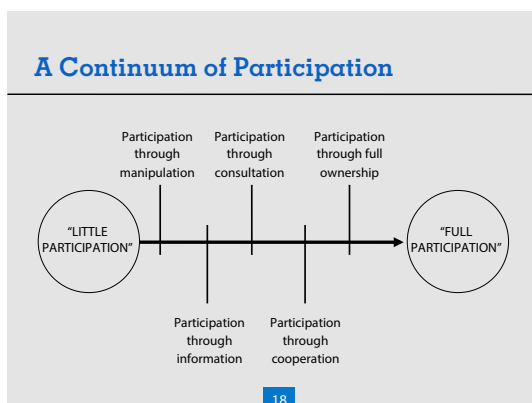 A Continuum of Participation
Participation
through
manipulation
Participation
through
consultation
Participation
through full
ownership
“LITTLE
PARTICIPATION”
“FULL
PARTICIPATION”
Participation
through
information
Participation
through
cooperation
18